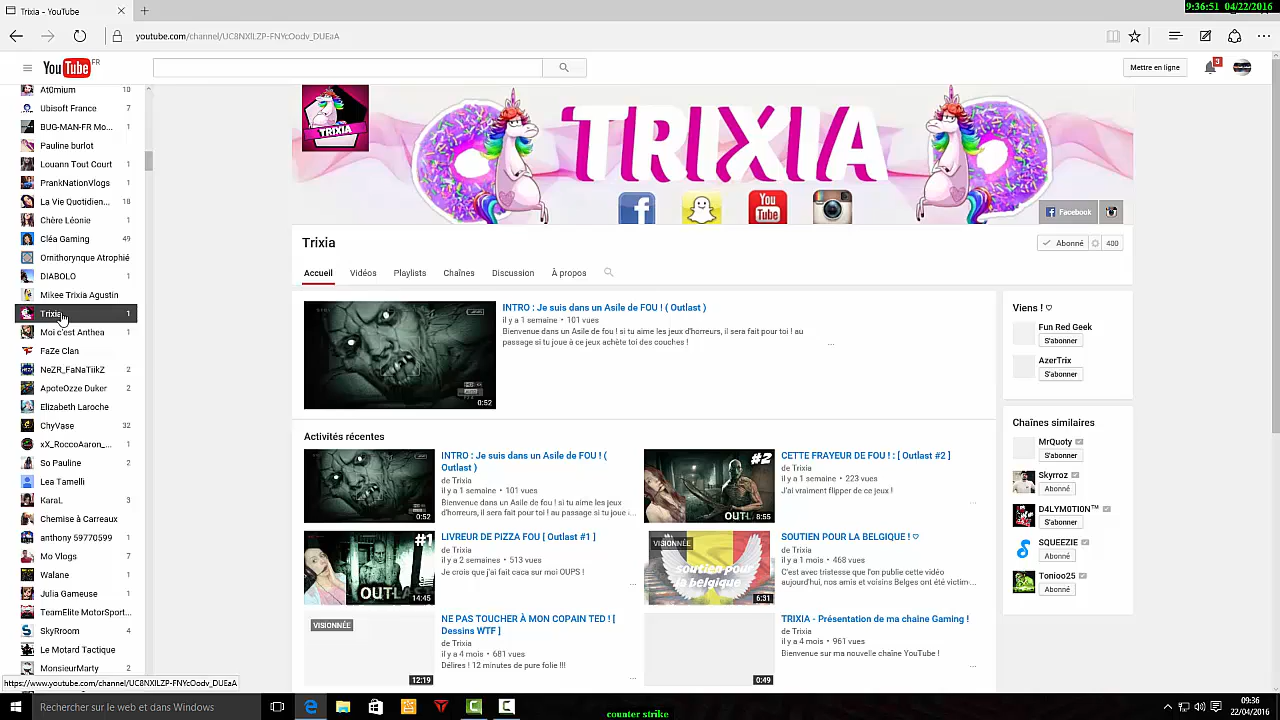 Trixia – YouTube
9:36:51 04/22/2016
youtube.com/channel/UC8NXlLZP-FNYcOodv_DUEaA
YouTube FR
Mettre en ligne
3
At0mium 10
Ubisoft France 7
BUG-MAN-FR Mo... 1
Pauline burlot
Louann Tout Court 1
PrankNationVlogs 1
La Vie Quotidien... 18
Chère Léonie 1
Cléa Gaming 49
Ornithorynque Atrophié
DIABOLO 1
Mikee Trixia Agustin
Trixia 1
Moi c'est Anthea 1
FaZe Clan
NeZR_FaNaTiikZ 2
ApoteOzze Duker 2
Elizabeth Laroche
ChyVase 32
xX_RoccoAaron_... 1
So Pauline 2
Lea Tamelli
KaraL 3
Chemise à Carreaux
anthony 59770599 1
Mo Vlogs 7
Walane 1
Julia Gameuse 1
TeamElite MotorSport...
SkyRroom 4
Le Motard Tactique
MonsieurMarty 2
TRIXIA
TRIXIA
You Tube
Facebook
Trixia
Abonné 400
Accueil Vidéos Playlists Chaînes Discussion À propos
INTRO : Je suis dans un Asile de FOU ! ( Outlast )
il y a 1 semaine • 101 vues
Bienvenue dans un Asile de fou ! si tu aime les jeux d'horreurs, il sera fait pour toi ! au
passage si tu joue à ce jeux achète toi des couches !
...
0:52
Activités récentes
INTRO : Je suis dans un Asile de FOU ! (
Outlast )
de Trixia
il y a 1 semaine • 101 vues
Bienvenue dans un Asile de fou ! si tu aime les jeux
d'horreurs, il sera fait pour toi ! au passage si tu joue à...
0:52
#2
OUTL
8:55
CETTE FRAYEUR DE FOU ! : [ Outlast #2 ]
de Trixia
il y a 1 semaine • 223 vues
J'ai vraiment flipper de ce jeux !
...
#1
OUTL
14:45
LIVREUR DE PIZZA FOU [ Outlast #1 ]
de Trixia
il y a 2 semaines • 513 vues
Je crois que j'ai fait caca sur moi OUPS !
...
VISIONNÉE
soutien pour
la belgique
6:31
SOUTIEN POUR LA BELGIQUE ! ♡
de Trixia
il y a 1 mois • 468 vues
C'est avec tristesse que l'on publie cette vidéo
aujourd'hui, nos amis et voisins Belges ont été victim...
VISIONNÉE
12:19
NE PAS TOUCHER À MON COPAIN TED ! [
Dessins WTF ]
de Trixia
il y a 4 mois • 681 vues
Délires ! 12 minutes de pure folie !!!
...
0:49
TRIXIA - Présentation de ma chaine Gaming !
de Trixia
il y a 4 mois • 961 vues
Bienvenue sur ma nouvelle chaîne YouTube !
...
Viens ! ♡
Fun Red Geek
S'abonner
AzerTrix
S'abonner
Chaînes similaires
MrQuoty
S'abonner
Skyrroz
Abonné
D4LYM0TI0N™
S'abonner
SQUEEZIE
Abonné
Tonioo25
Abonné
https://www.youtube.com/channel/UC8NXlLZP-FNYcOodv_DUEaA
Rechercher sur le web et dans Windows
counter strike
09:36
22/04/2016